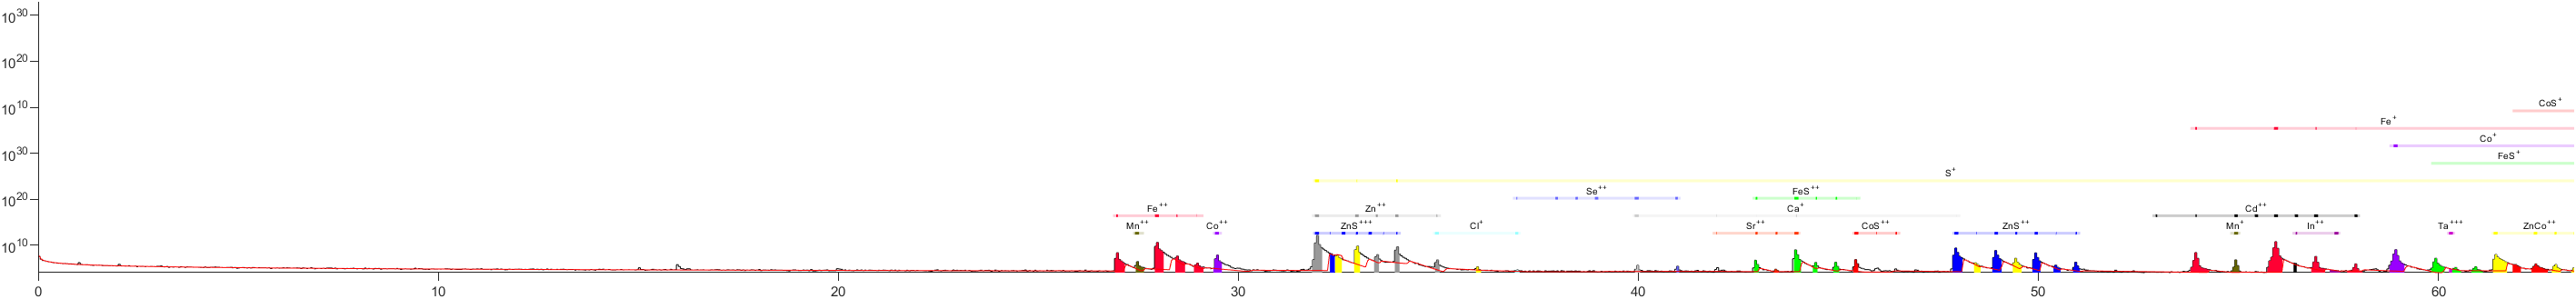 10^30
10^20
10^10
CoS^+
Fe^+
Co^+
10^30
FeS^+
S^+
10^20
Se^++ FeS^++
Fe^++ Zn^++ Ca^+ Cd^++
Mn^++ Co^++ ZnS^+++ Cl^+ Sr^++ CoS^++ ZnS^++ Mn^+ In^++ Ta^+++ ZnCo^++
10^10
0 10 20 30 40 50 60